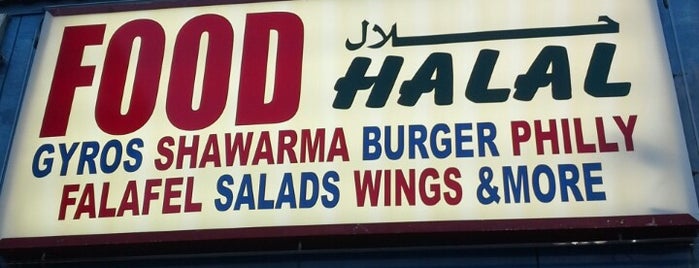 FOOD حلال
HALAL
GYROS SHAWARMA BURGER PHILLY
FALAFEL SALADS WINGS &MORE